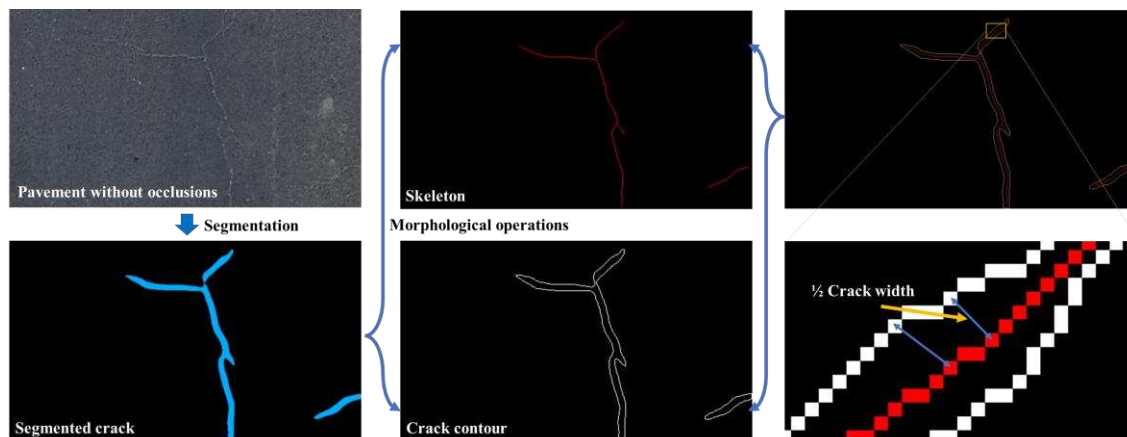 Pavement without occlusions
Segmentation
Segmented crack
Skeleton
Morphological operations
Crack contour
½ Crack width